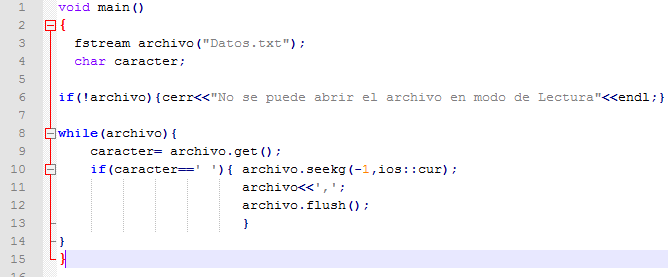 1 void main()
2 {
3 fstream archivo("Datos.txt");
4 char caracter;
5
6 if(!archivo){cerr<<"No se puede abrir el archivo en modo de Lectura"<<endl;}
7
8 while(archivo){
9 caracter= archivo.get();
10 if(caracter==' '){ archivo.seekg(-1,ios::cur);
11 archivo<<',';
12 archivo.flush();
13 }
14 }
15 }